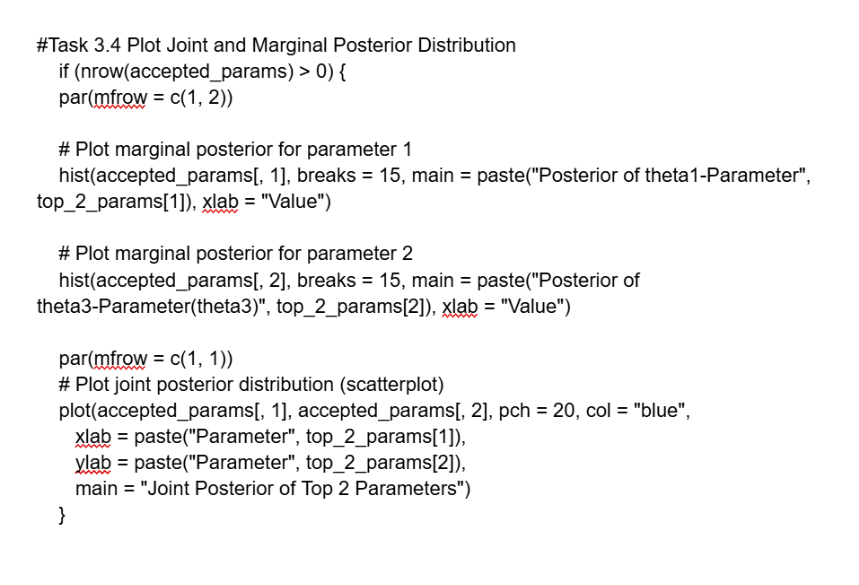 #Task 3.4 Plot Joint and Marginal Posterior Distribution
if (nrow(accepted_params) > 0) {
par(mfrow = c(1, 2))
# Plot marginal posterior for parameter 1
hist(accepted_params[, 1], breaks = 15, main = paste("Posterior of theta1-Parameter",
top_2_params[1]), xlab = "Value")
# Plot marginal posterior for parameter 2
hist(accepted_params[, 2], breaks = 15, main = paste("Posterior of
theta3-Parameter(theta3)", top_2_params[2]), xlab = "Value")
par(mfrow = c(1, 1))
# Plot joint posterior distribution (scatterplot)
plot(accepted_params[, 1], accepted_params[, 2], pch = 20, col = "blue",
xlab = paste("Parameter", top_2_params[1]),
ylab = paste("Parameter", top_2_params[2]),
main = "Joint Posterior of Top 2 Parameters")
}